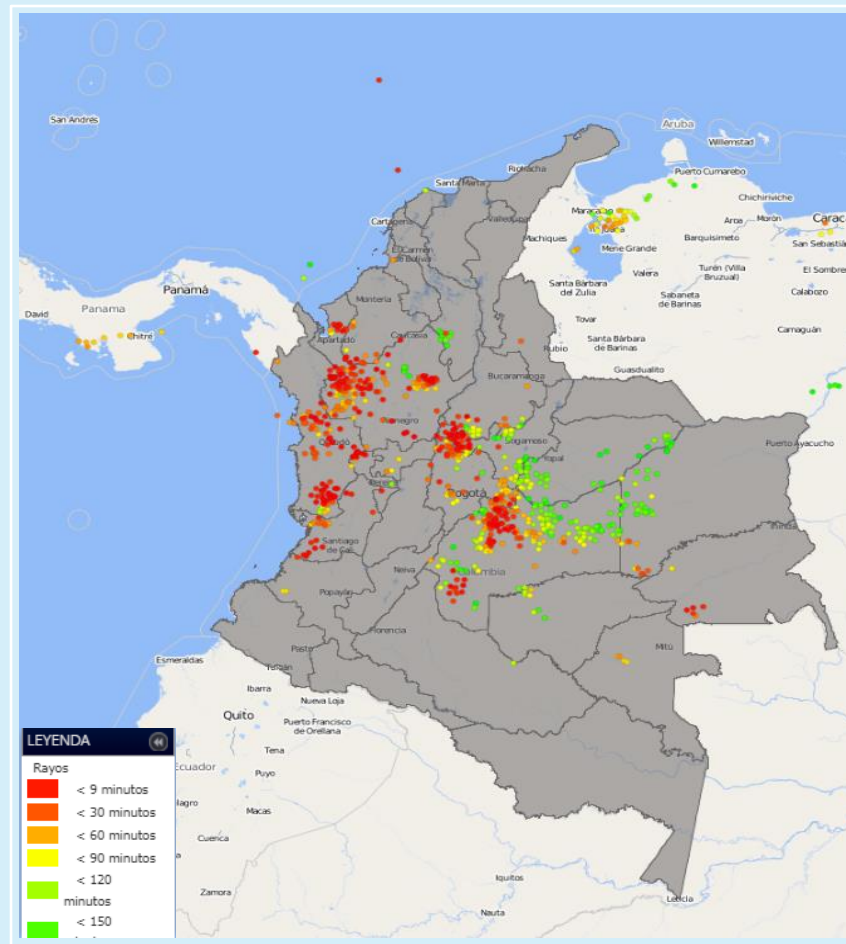 San Andrés
Aruba
Willemstad
Riohacha
Puerto Cumarebo
Santa Marta
Chichiriviche
Maracaibo
Cartagena
Valledupar
Aroa
Morón
Machiques
Barquisimeto
San Sebastián
El Carmen
de Bolívar
Mene Grande
Panamá
Panama
Valera
Turén (Villa
Bruzual)
El Sombre
Santa Bárbara
del Zulia
Sabaneta
de Barinas
Calabozo
Montería
David
Chitré
Tovar
Camaguán
Apartado
Caucasia
Rubio
Santa Bárbara
de Barinas
Guasdualito
Bucaramanga
Quibdó
Sogamoso
Puerto Ayacucho
Yopal
Bogotá
Santiago
de Cali
Neiva
Colombia
Popayán
Florencia
Mitú
Pasto
Esmeraldas
Tulcán
Ibarra
Nueva Loja
Quito
Puerto Francisco
de Orellana
LEYENDA
Tena
Ecuador
Puyo
Rayos
< 9 minutos
< 30 minutos
Macas
< 60 minutos
< 90 minutos
Cuenca
< 120
minutos
Iquitos
Zamora
< 150
Leticia
Nauta